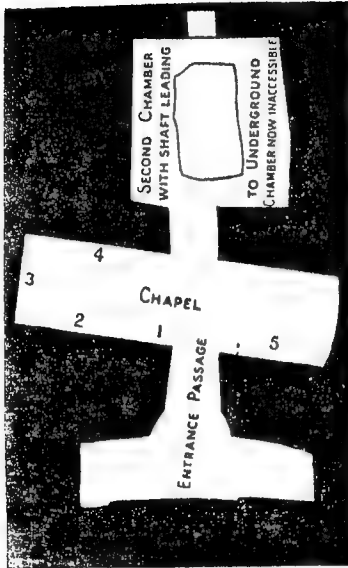 SECOND CHAMBER
WITH SHAFT LEADING
TO UNDERGROUND
CHAMBER NOW INACCESSIBLE
3
4
2
CHAPEL
1
5
ENTRANCE PASSAGE